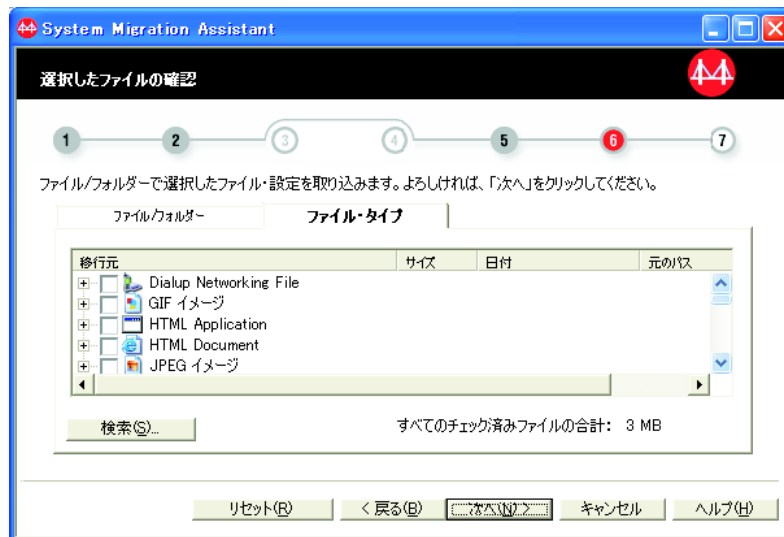 System Migration Assistant
選択したファイルの確認
1 2 3 4 5 6 7
ファイル/フォルダーで選択したファイル・設定を取り込みます。よろしければ、「次へ」をクリックしてください。
ファイル/フォルダー ファイル・タイプ
移行元 サイズ 日付 元のパス
Dialup Networking File
GIF イメージ
HTML Application
HTML Document
JPEG イメージ
検索(S)... すべてのチェック済みファイルの合計: 3 MB
リセット(R) < 戻る(B) 次へ(N) > キャンセル ヘルプ(H)